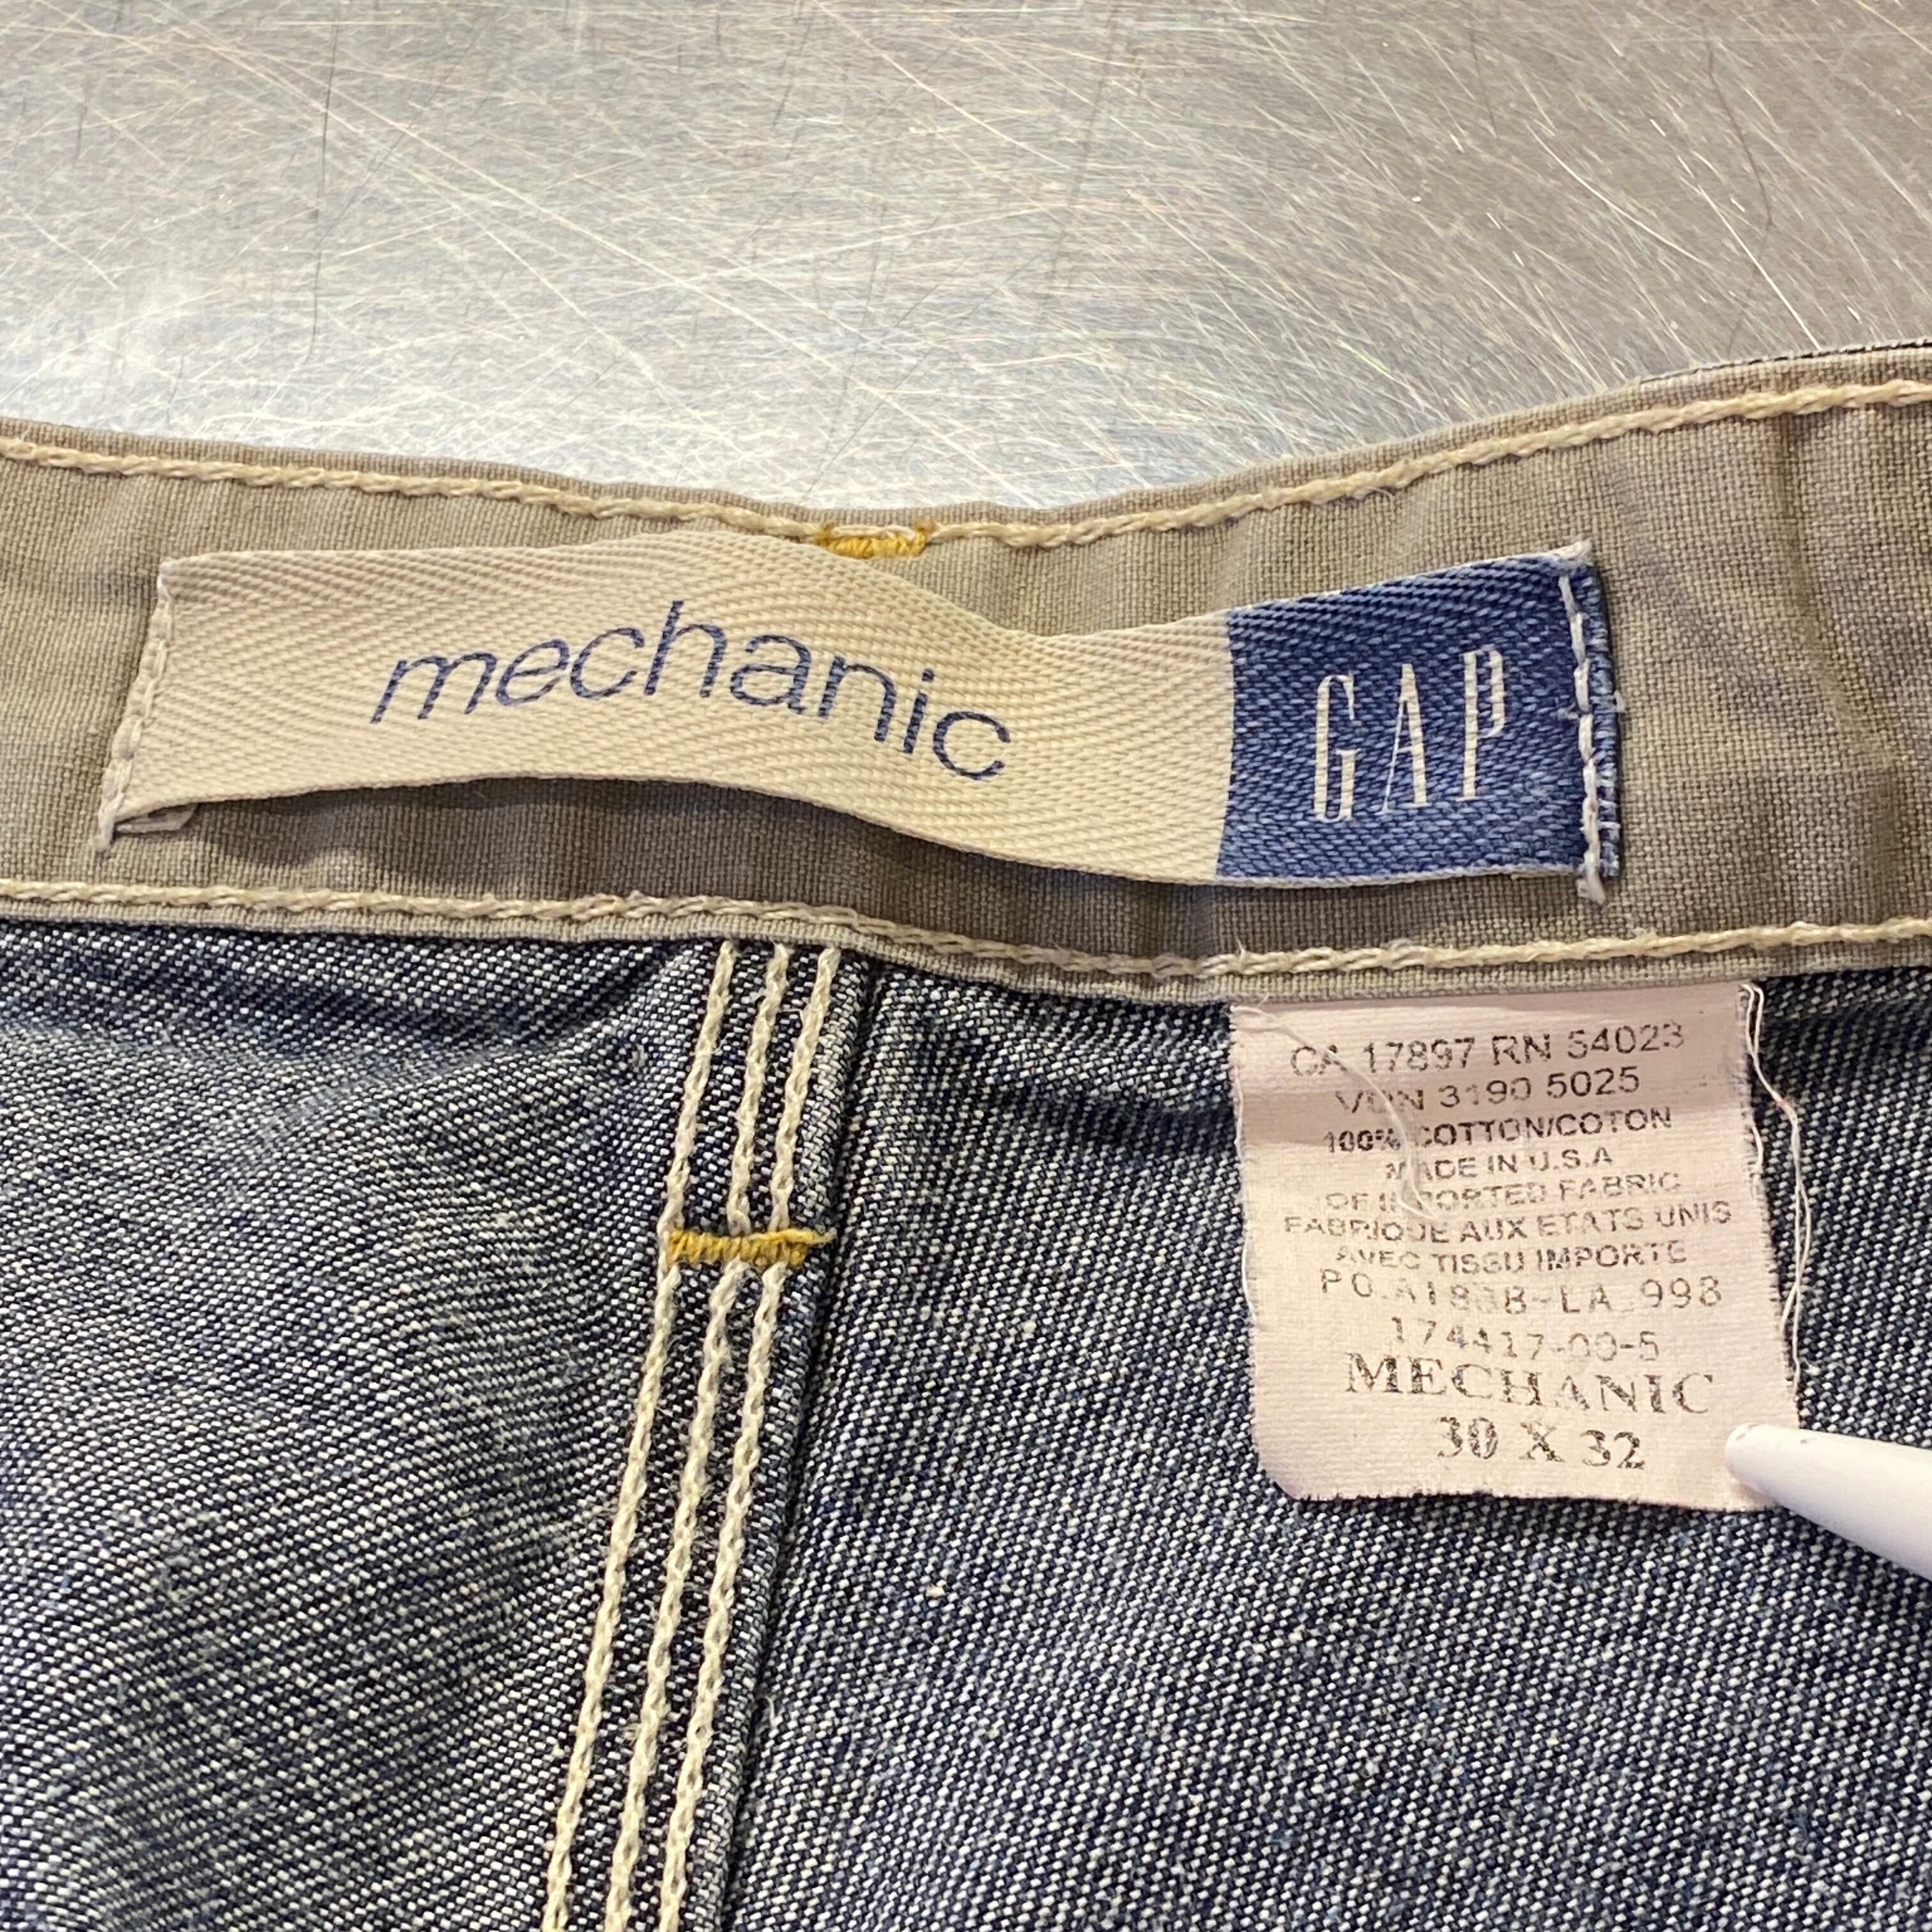 mechanic GAP
CA 17897 RN 54023
VDN 3190 5025
100% COTTON/COTON
MADE IN U.S.A
OF IMPORTED FABRIC
FABRIQUE AUX ETATS UNIS
AVEC TISSU IMPORTE
998
174417-00-5
MECHANIC
30 X 32